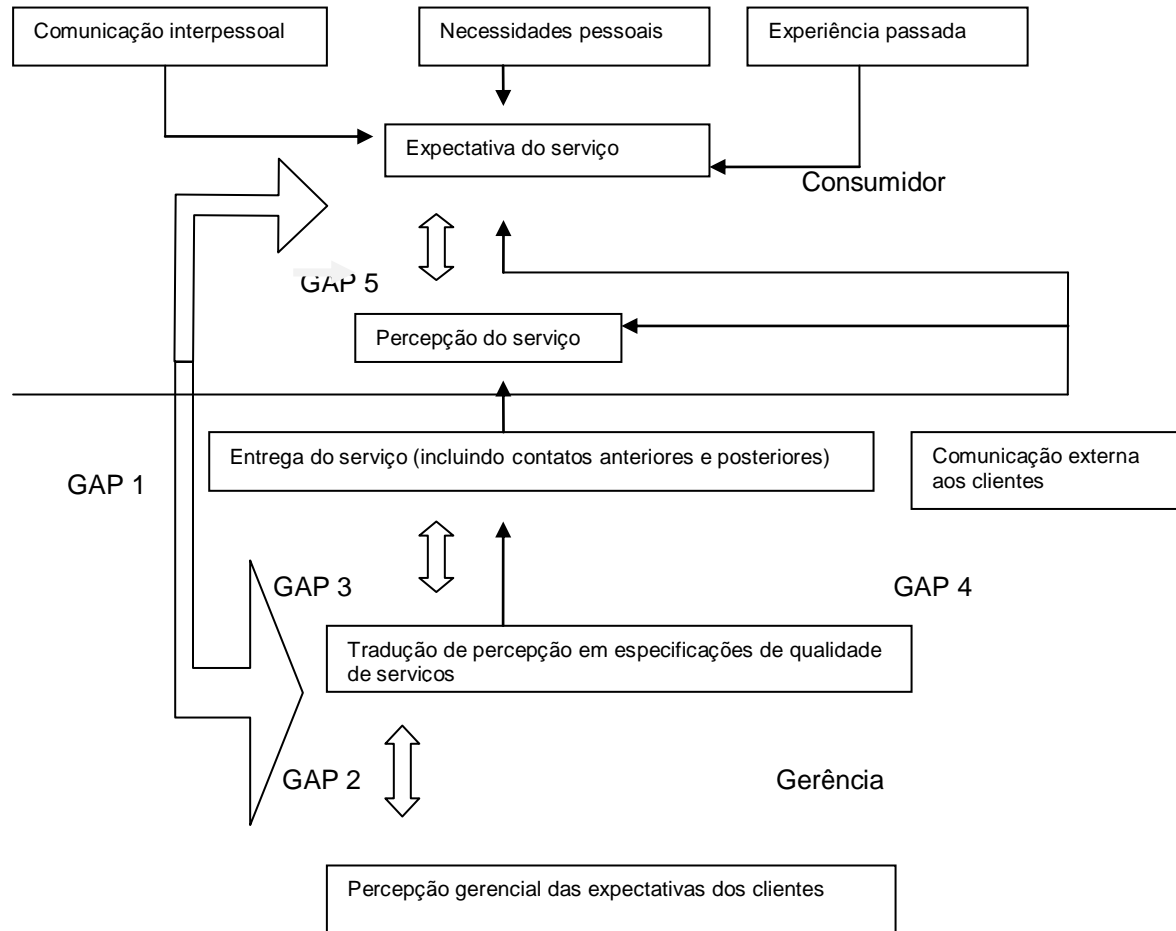 Comunicação interpessoal
Necessidades pessoais
Experiência passada
Expectativa do serviço
Consumidor
GAP 5
Percepção do serviço
Entrega do serviço (incluindo contatos anteriores e posteriores)
Comunicação externa
aos clientes
GAP 1
GAP 3
GAP 4
Tradução de percepção em especificações de qualidade
de servicos
GAP 2
Gerência
Percepção gerencial das expectativas dos clientes